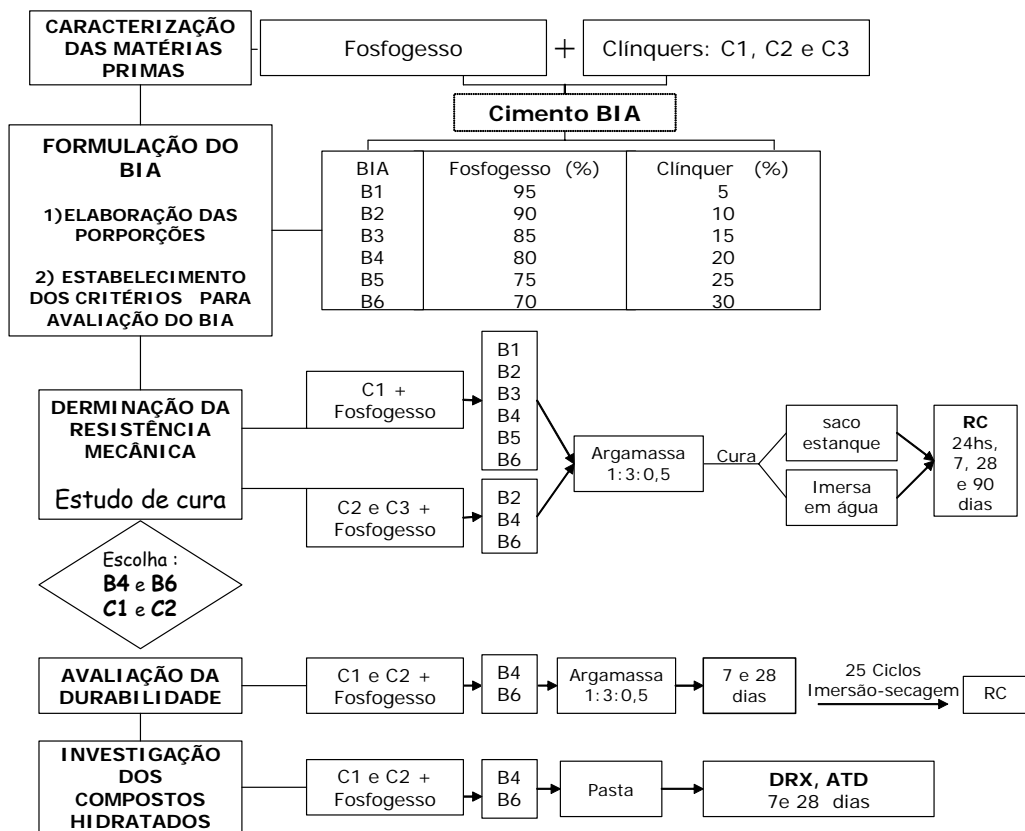 CARACTERIZAÇÃO
DAS MATÉRIAS
PRIMAS
Fosfogesso
+
Clínquers: C1, C2 e C3
Cimento BIA
FORMULAÇÃO DO
BIA
1)ELABORAÇÃO DAS
PORPORÇÕES
2) ESTABELECIMENTO
DOS CRITÉRIOS PARA
AVALIAÇÃO DO BIA
BIA Fosfogesso (%) Clínquer (%)
B1 95 5
B2 90 10
B3 85 15
B4 80 20
B5 75 25
B6 70 30
DERMINAÇÃO DA
RESISTÊNCIA
MECÂNICA
Estudo de cura
C1 +
Fosfogesso
B1
B2
B3
B4
B5
B6
C2 e C3 +
Fosfogesso
B2
B4
B6
Argamassa
1:3:0,5
Cura
saco
estanque
Imersa
em água
RC
24hs,
7, 28
e 90
dias
Escolha :
B4 e B6
C1 e C2
AVALIAÇÃO DA
DURABILIDADE
C1 e C2 +
Fosfogesso
B4
B6
Argamassa
1:3:0,5
7 e 28
dias
25 Ciclos
Imersão-secagem
RC
INVESTIGAÇÃO
DOS
COMPOSTOS
HIDRATADOS
C1 e C2 +
Fosfogesso
B4
B6
Pasta
DRX, ATD
7e 28 dias